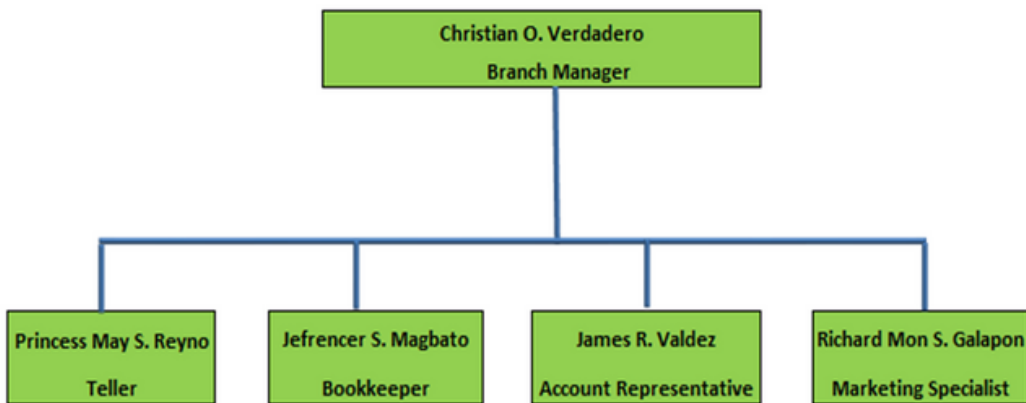 Christian O. Verdadero
Branch Manager
Princess May S. Reyno
Teller
Jefrencer S. Magbato
Bookkeeper
James R. Valdez
Account Representative
Richard Mon S. Galapon
Marketing Specialist